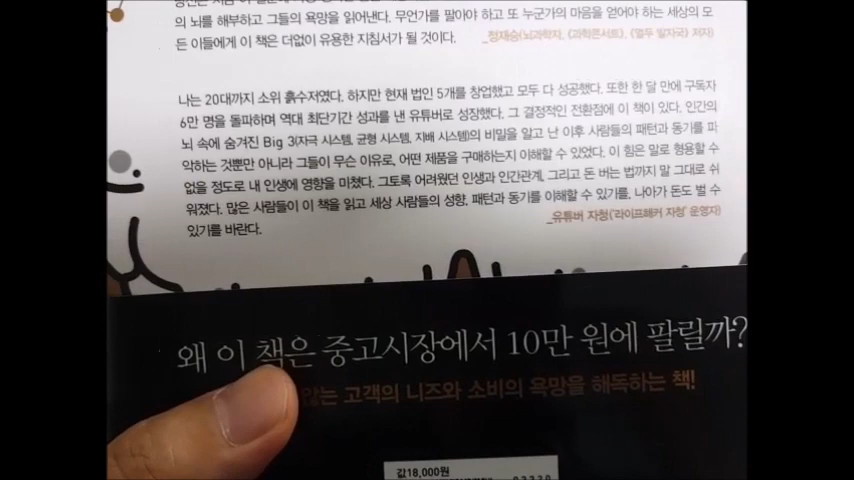 의 뇌를 해부하고 그들의 욕망을 읽어낸다. 무언가를 팔아야 하고 또 누군가의 마음을 얻어야 하는 세상의 모
든 이들에게 이 책은 더없이 유용한 지침서가 될 것이다. _정재승(뇌과학자, 《과학콘서트》, 《열두 발자국》 저자)
나는 20대까지 소위 흙수저였다. 하지만 현재 법인 5개를 창업했고 모두 다 성공했다. 또한 한 달 만에 구독자
6만 명을 돌파하며 역대 최단기간 성과를 낸 유튜버로 성장했다. 그 결정적인 전환점에 이 책이 있다. 인간의
뇌 속에 숨겨진 Big 3(자극 시스템, 균형 시스템, 지배 시스템)의 비밀을 알고 난 이후 사람들의 패턴과 동기를 파
악하는 것뿐만 아니라 그들이 무슨 이유로, 어떤 제품을 구매하는지 이해할 수 있었다. 이 힘은 말로 형용할 수
없을 정도로 내 인생에 영향을 미쳤다. 그토록 어려웠던 인생과 인간관계, 그리고 돈 버는 법까지 말 그대로 쉬
워졌다. 많은 사람들이 이 책을 읽고 세상 사람들의 성향, 패턴과 동기를 이해할 수 있기를, 나아가 돈도 벌 수
있기를 바란다. _유튜버 자청('라이프해커 자청' 운영자)
왜 이 책은 중고시장에서 10만 원에 팔릴까?
않는 고객의 니즈와 소비의 욕망을 해독하는 책!
값18,000원